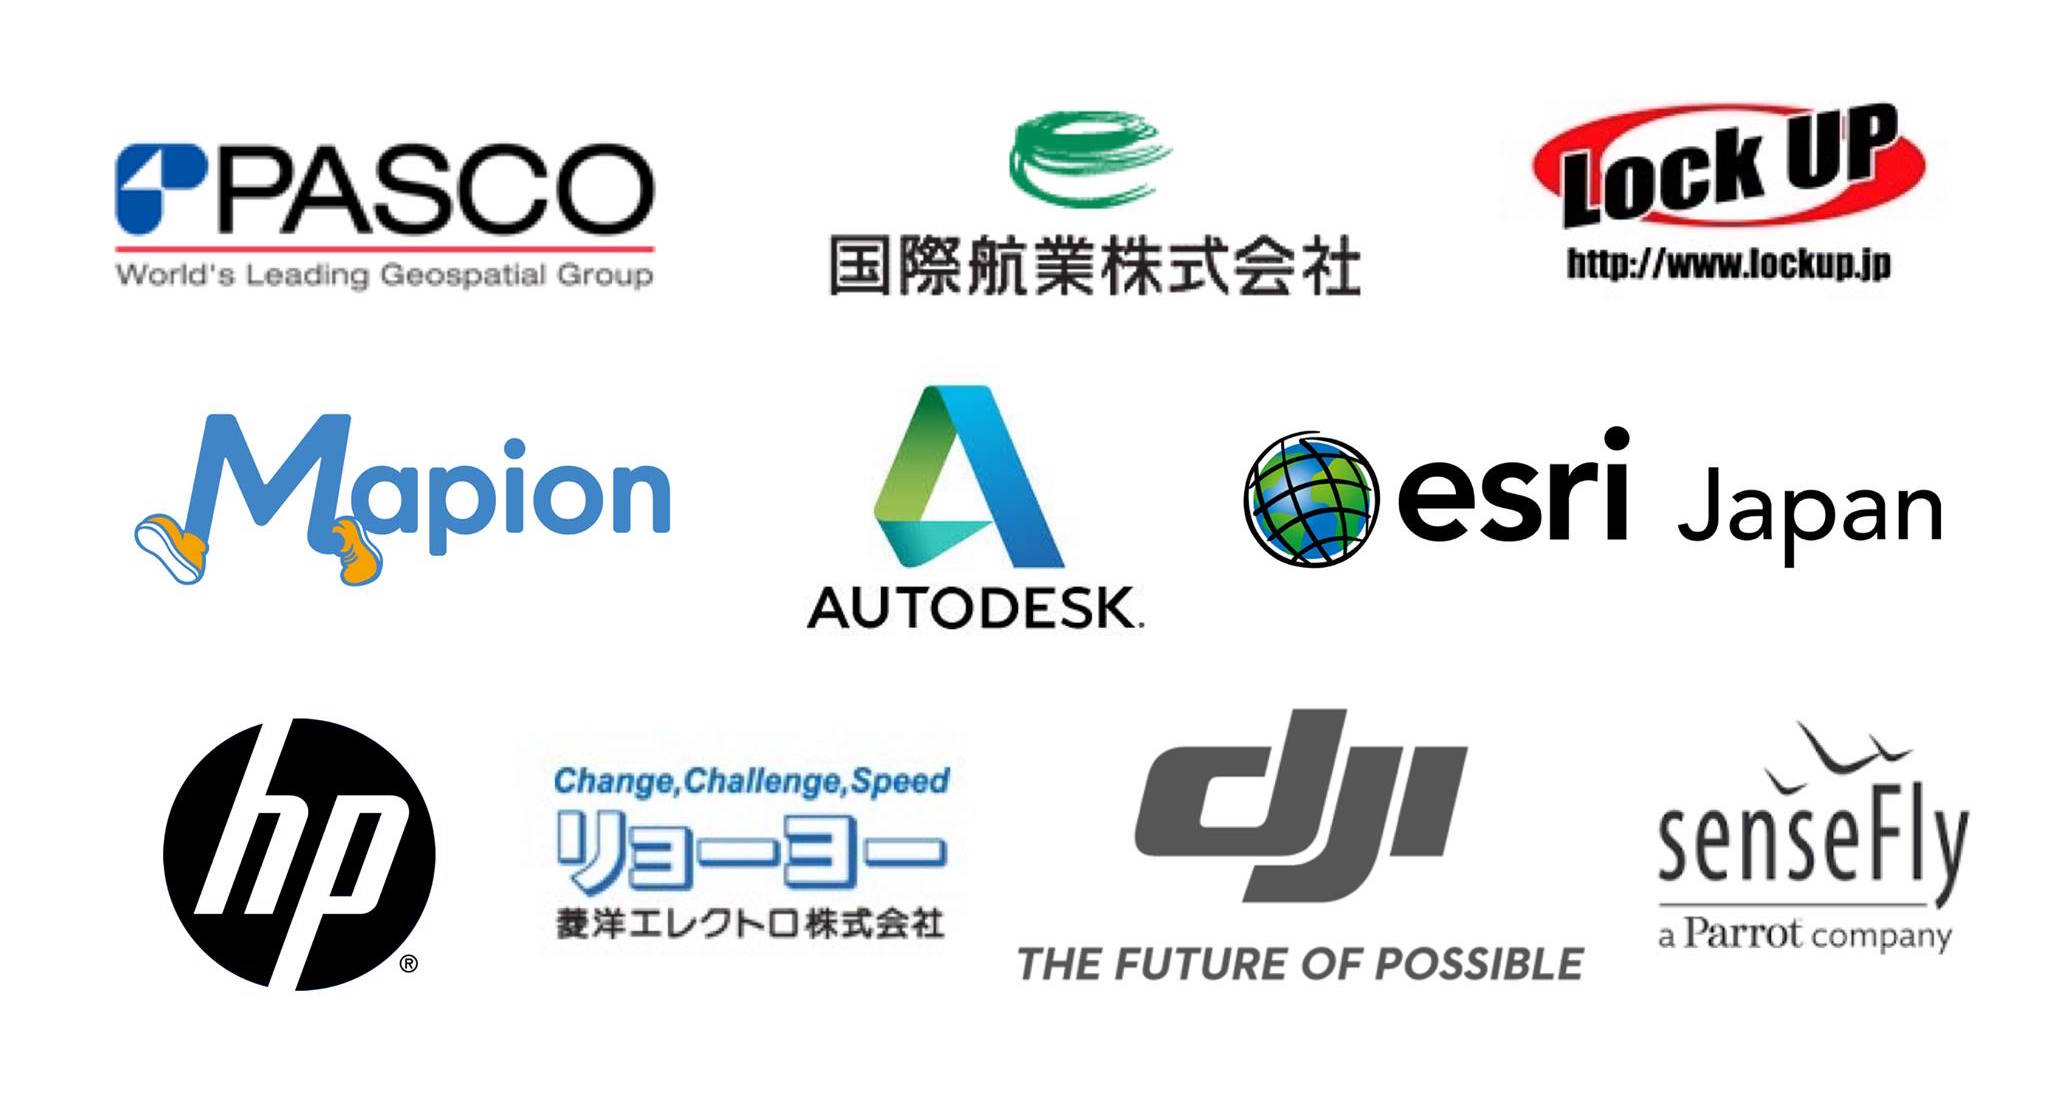 PASCO
World's Leading Geospatial Group
国際航業株式会社
LOCK UP
http://www.lockup.jp
Mapion
AUTODESK.
esri Japan
hp
®
Change,Challenge,Speed
リョーヨー
菱洋エレクトロ株式会社
dji
THE FUTURE OF POSSIBLE
senseFly
a Parrot company